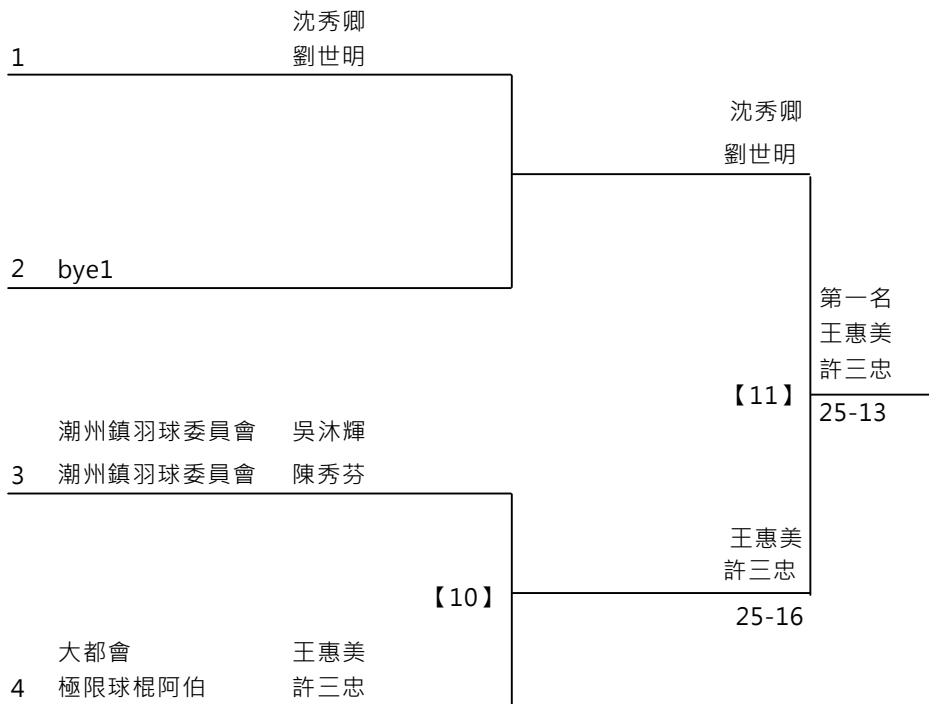 沈秀卿
1 劉世明
沈秀卿
劉世明
2 bye1
第一名
王惠美
許三忠
【11】
25-13
潮州鎮羽球委員會 吳沐輝
3 潮州鎮羽球委員會 陳秀芬
王惠美
許三忠
【10】
25-16
大都會 王惠美
4 極限球棍阿伯 許三忠